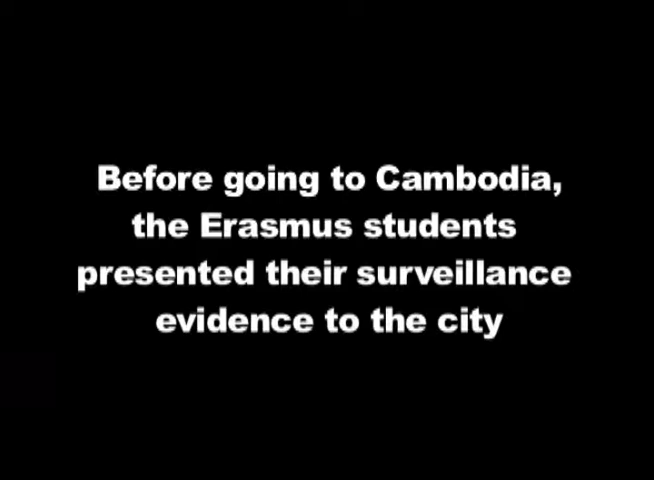 Before going to Cambodia,
the Erasmus students
presented their surveillance
evidence to the city